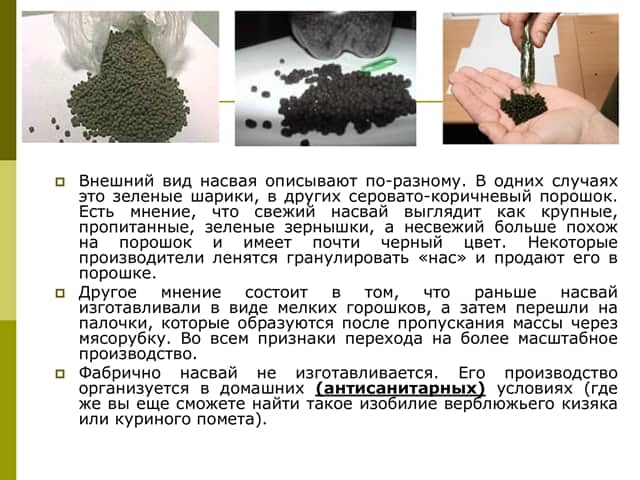 Внешний вид насвая описывают по-разному. В одних случаях
это зеленые шарики, в других серовато-коричневый порошок.
Есть мнение, что свежий насвай выглядит как крупные,
пропитанные, зеленые зернышки, а несвежий больше похож
на порошок и имеет почти черный цвет. Некоторые
производители ленятся гранулировать «нас» и продают его в
порошке.
Другое мнение состоит в том, что раньше насвай
изготавливали в виде мелких горошков, а затем перешли на
палочки, которые образуются после пропускания массы через
мясорубку. Во всем признаки перехода на более масштабное
производство.
Фабрично насвай не изготавливается. Его производство
организуется в домашних (антисанитарных) условиях (где
же вы еще сможете найти такое изобилие верблюжьего кизяка
или куриного помета).